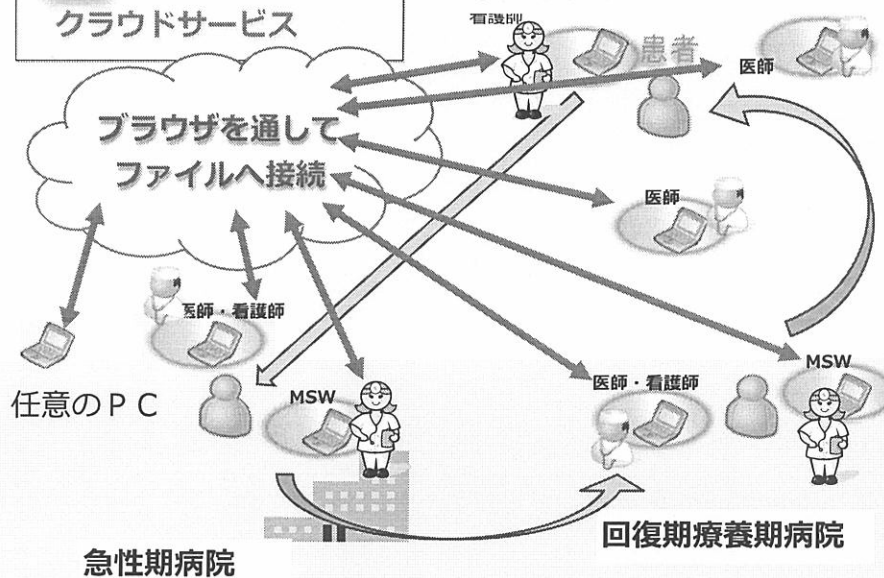 クラウドサービス
看護師
患者
医師
ブラウザを通して
ファイルへ接続
医師
医師・看護師
任意のPC
MSW
医師・看護師
MSW
急性期病院
回復期療養期病院